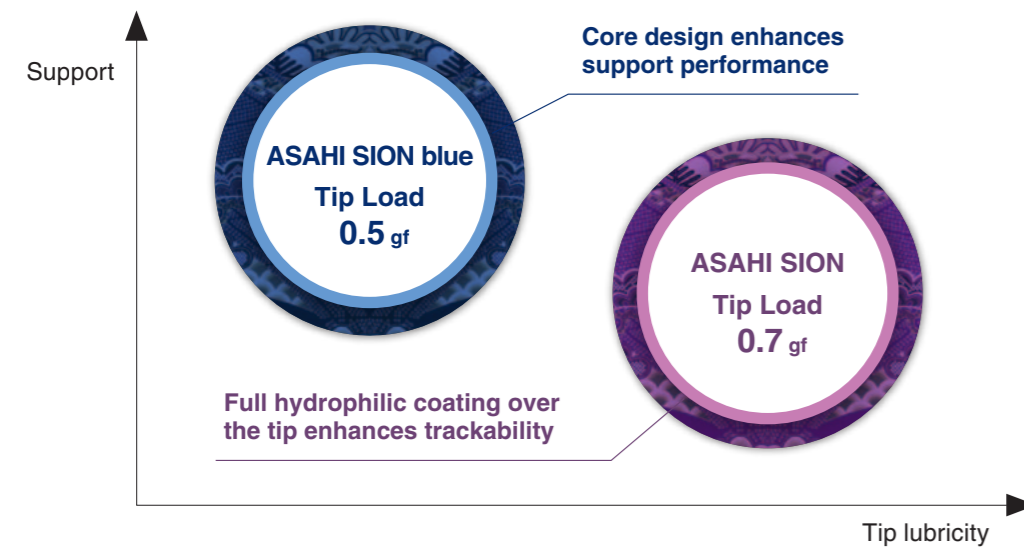 Support
Core design enhances
support performance
ASAHI SION blue
Tip Load
0.5 gf
ASAHI SION
Tip Load
0.7 gf
Full hydrophilic coating over
the tip enhances trackability
Tip lubricity